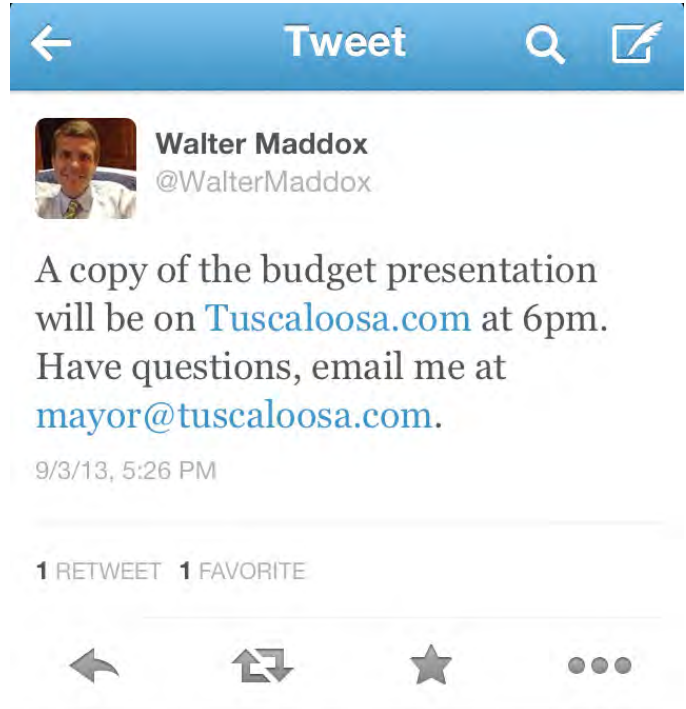 Tweet
Walter Maddox
@WalterMaddox
A copy of the budget presentation
will be on Tuscaloosa.com at 6pm.
Have questions, email me at
mayor@tuscaloosa.com.
9/3/13, 5:26 PM
1 RETWEET 1 FAVORITE